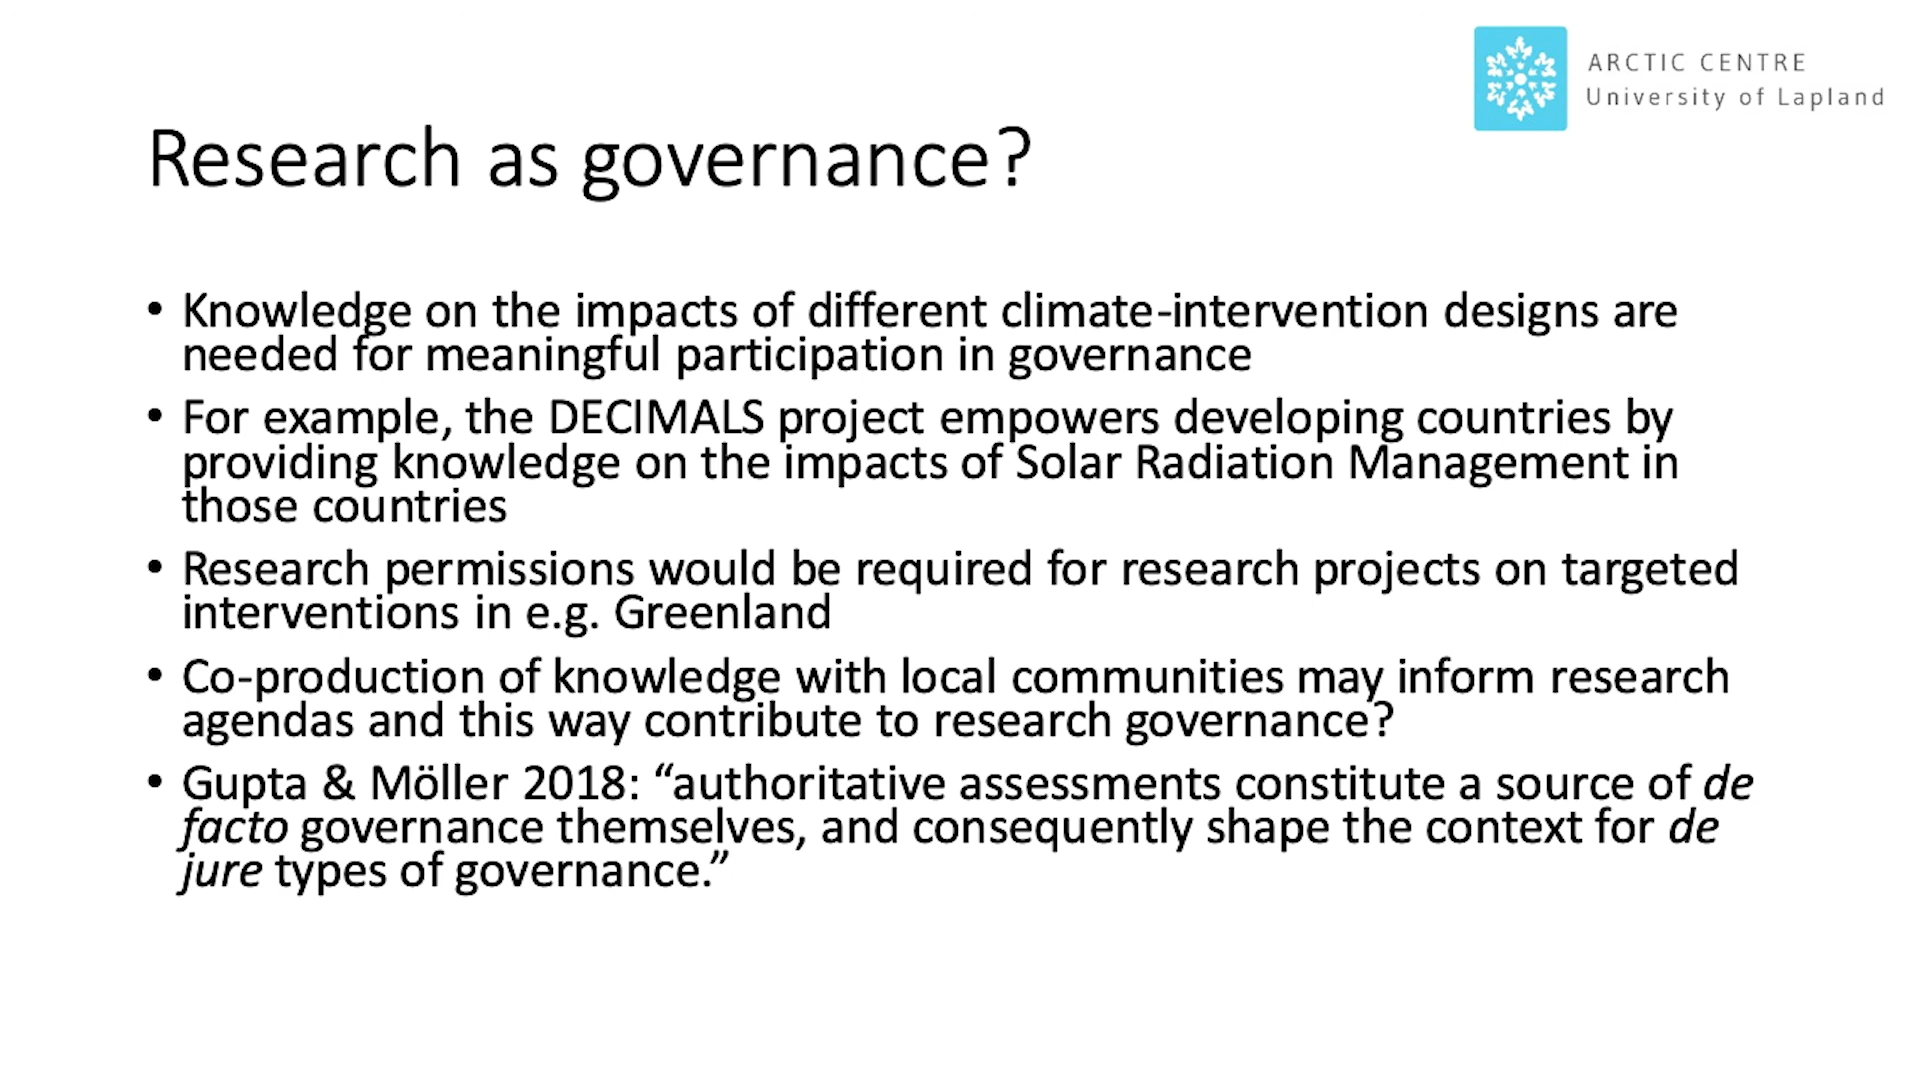 ARCTIC CENTRE
University of Lapland
Research as governance?
• Knowledge on the impacts of different climate-intervention designs are
needed for meaningful participation in governance
• For example, the DECIMALS project empowers developing countries by
providing knowledge on the impacts of Solar Radiation Management in
those countries
• Research permissions would be required for research projects on targeted
interventions in e.g. Greenland
• Co-production of knowledge with local communities may inform research
agendas and this way contribute to research governance?
• Gupta & Möller 2018: “authoritative assessments constitute a source of de
facto governance themselves, and consequently shape the context for de
jure types of governance.”